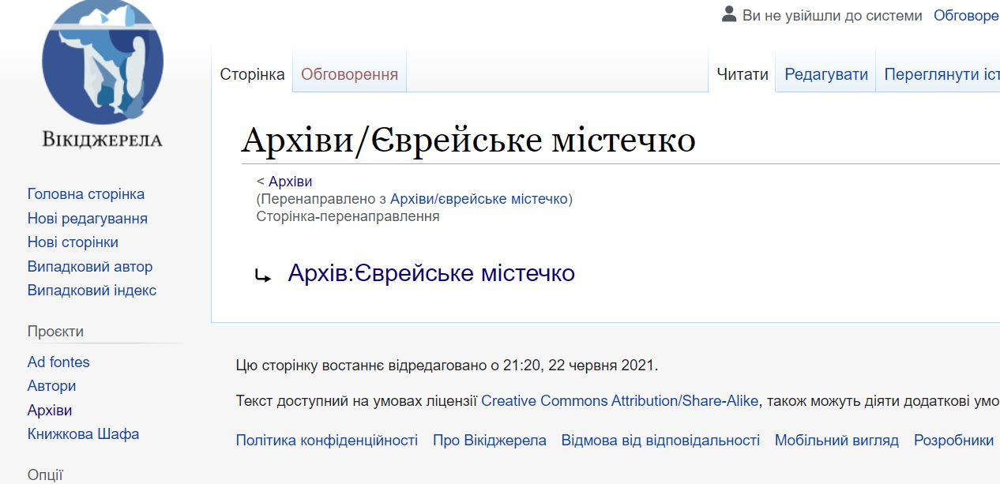 Ви не увійшли до системи Обговоре
ВІКІДЖЕРЕЛА
Головна сторінка
Нові редагування
Нові сторінки
Випадковий автор
Випадковий індекс
Проєкти
Ad fontes
Автори
Архіви
Книжкова Шафа
Опції
Сторінка Обговорення Читати Редагувати Переглянути іст
Архіви/Єврейське містечко
< Архіви
(Перенаправлено з Архіви/єврейське містечко)
Сторінка-перенаправлення
Архів:Єврейське містечко
Цю сторінку востаннє відредаговано о 21:20, 22 червня 2021.
Текст доступний на умовах ліцензії Creative Commons Attribution/Share-Alike, також можуть діяти додаткові умо
Політика конфіденційності Про Вікіджерела Відмова від відповідальності Мобільний вигляд Розробники